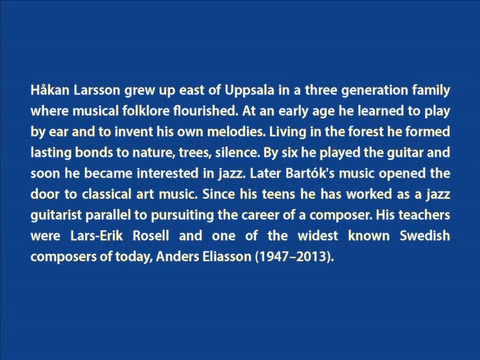 Håkan Larsson grew up east of Uppsala in a three generation family
where musical folklore flourished. At an early age he learned to play
by ear and to invent his own melodies. Living in the forest he formed
lasting bonds to nature, trees, silence. By six he played the guitar and
soon he became interested in jazz. Later Bartók's music opened the
door to classical art music. Since his teens he has worked as a jazz
guitarist parallel to pursuiting the career of a composer. His teachers
were Lars-Erik Rosell and one of the widest known Swedish
composers of today, Anders Eliasson (1947–2013).